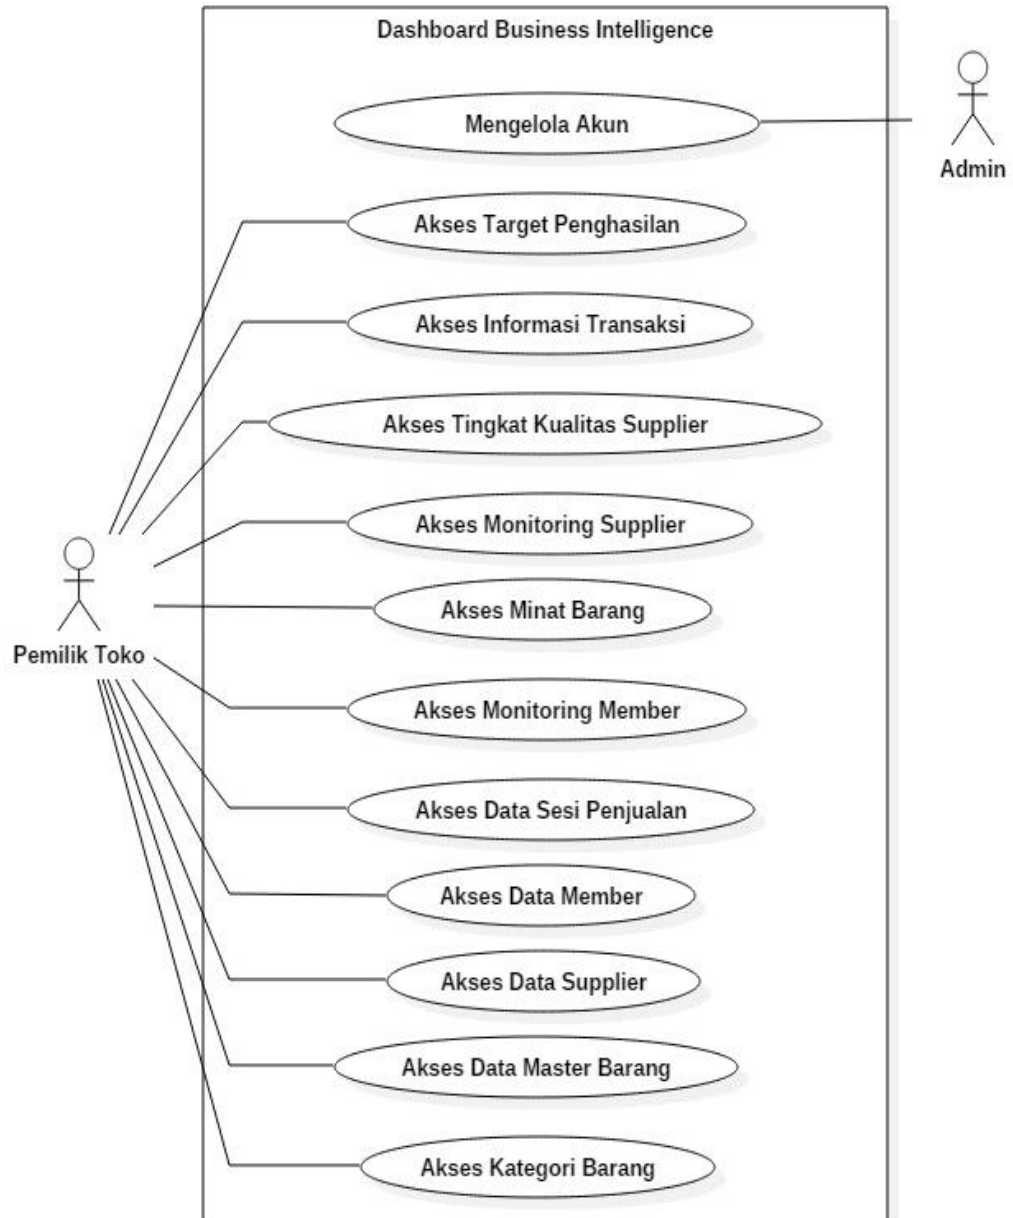 Dashboard Business Intelligence
Mengelola Akun
Admin
Akses Target Penghasilan
Akses Informasi Transaksi
Akses Tingkat Kualitas Supplier
Akses Monitoring Supplier
Akses Minat Barang
Pemilik Toko
Akses Monitoring Member
Akses Data Sesi Penjualan
Akses Data Member
Akses Data Supplier
Akses Data Master Barang
Akses Kategori Barang